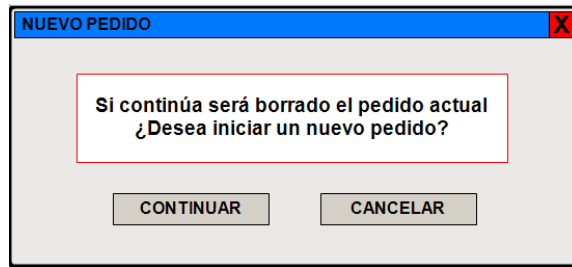 NUEVO PEDIDO X
Si continúa será borrado el pedido actual
¿Desea iniciar un nuevo pedido?
CONTINUAR CANCELAR